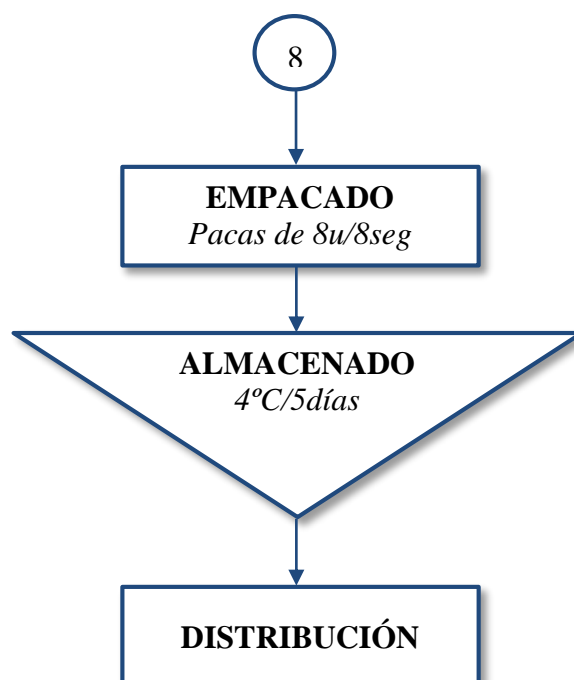 8
EMPACADO
Pacas de 8u/8seg
ALMACENADO
4ºC/5días
DISTRIBUCIÓN